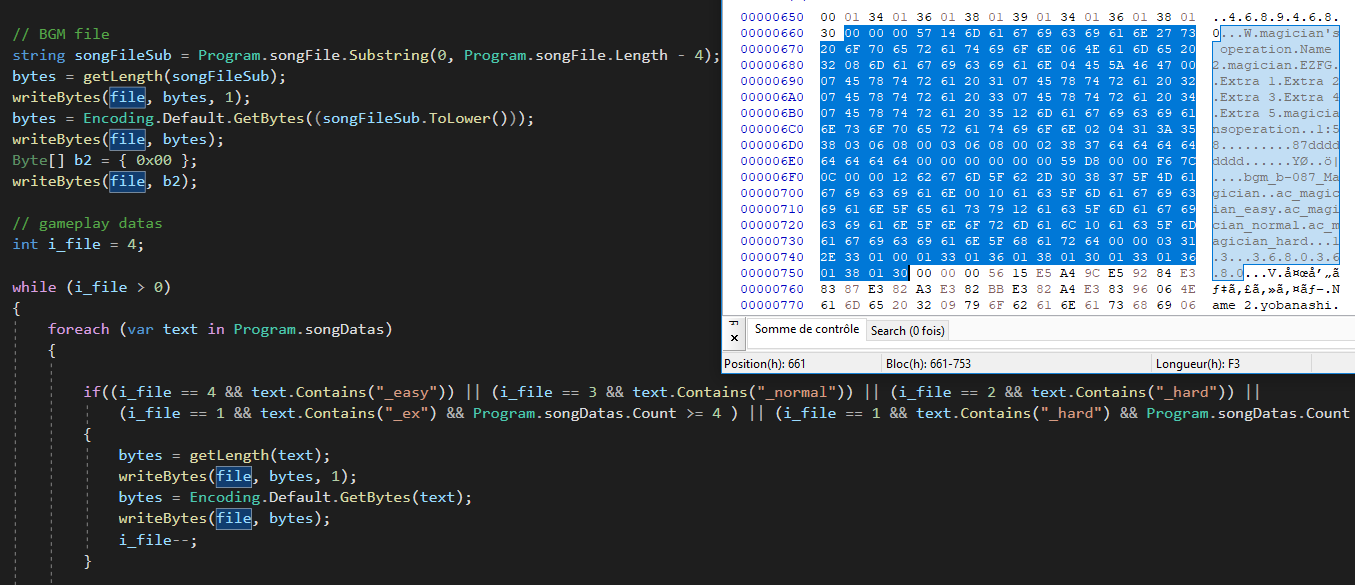 // BGM file
string songFileSub = Program.songFile.Substring(0, Program.songFile.Length - 4);
bytes = getLength(songFileSub);
writeBytes(file, bytes, 1);
bytes = Encoding.Default.GetBytes((songFileSub.ToLower()));
writeBytes(file, bytes);
Byte[] b2 = { 0x00 };
writeBytes(file, b2);
// gameplay datas
int i_file = 4;
while (i_file > 0)
{
foreach (var text in Program.songDatas)
{
if((i_file == 4 && text.Contains("_easy")) || (i_file == 3 && text.Contains("_normal")) || (i_file == 2 && text.Contains("_hard")) ||
(i_file == 1 && text.Contains("_ex") && Program.songDatas.Count >= 4 ) || (i_file == 1 && text.Contains("_hard") && Program.songDatas.Count
{
bytes = getLength(text);
writeBytes(file, bytes, 1);
bytes = Encoding.Default.GetBytes(text);
writeBytes(file, bytes);
i_file--;
}
00000650 00 01 34 01 36 01 38 01 39 01 34 01 36 01 38 01 ..4.6.8.9.4.6.8.
00000660 30 00 00 00 57 14 6D 61 67 69 63 69 61 6E 27 73 0...W.magician's
00000670 20 6F 70 65 72 61 74 69 6F 6E 06 4E 61 6D 65 20 operation.Name
00000680 32 08 6D 61 67 69 63 69 61 6E 04 45 5A 46 47 00 2.magician.EZFG.
00000690 07 45 78 74 72 61 20 31 07 45 78 74 72 61 20 32 .Extra 1.Extra 2
000006A0 07 45 78 74 72 61 20 33 07 45 78 74 72 61 20 34 .Extra 3.Extra 4
000006B0 07 45 78 74 72 61 20 35 12 6D 61 67 69 63 69 61 .Extra 5.magicia
000006C0 6E 73 6F 70 65 72 61 74 69 6F 6E 02 04 31 3A 35 nsoperation..1:5
000006D0 38 03 06 08 00 03 06 08 00 02 38 37 64 64 64 64 8.........87dddd
000006E0 64 64 64 64 00 00 00 00 00 00 59 D8 00 00 F6 7C dddd......YØ..ö|
000006F0 0C 00 00 12 62 67 6D 5F 62 2D 30 38 37 5F 4D 61 ....bgm_b-087_Ma
00000700 67 69 63 69 61 6E 00 10 61 63 5F 6D 61 67 69 63 gician..ac_magic
00000710 69 61 6E 5F 65 61 73 79 12 61 63 5F 6D 61 67 69 ian_easy.ac_magi
00000720 63 69 61 6E 5F 6E 6F 72 6D 61 6C 10 61 63 5F 6D cian_normal.ac_m
00000730 61 67 69 63 69 61 6E 5F 68 61 72 64 00 00 03 31 agician_hard...1
00000740 2E 33 01 00 01 33 01 36 01 38 01 30 01 33 01 36 .3...3.6.8.0.3.6
00000750 01 38 01 30 00 00 00 56 15 E5 A4 9C E5 92 84 E3 .8.0...V.å¤œå’„ã
00000760 83 87 E3 82 A3 E3 82 BB E3 82 A4 E3 83 96 06 4E ƒ‡ã‚£ã‚»ã‚¤ãƒ–.N
00000770 61 6D 65 20 32 09 79 6F 62 61 6E 61 73 68 69 06 ame 2.yobanashi.
Somme de contrôle Search (0 fois)
Position(h): 661 Bloc(h): 661-753 Longueur(h): F3